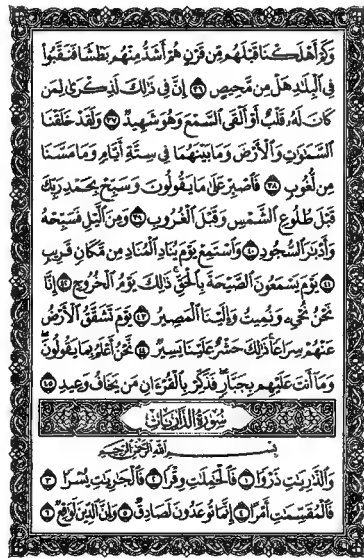 وَكَمْ أَهْلَكْنَا قَبْلَهُم مِّن قَرْنٍ هُمْ أَشَدُّ مِنْهُم بَطْشًا فَنَقَّبُوا۟
فِى ٱلْبِلَٰدِ هَلْ مِن مَّحِيصٍ ٣٦ إِنَّ فِى ذَٰلِكَ لَذِكْرَىٰ لِمَن
كَانَ لَهُۥ قَلْبٌ أَوْ أَلْقَى ٱلسَّمْعَ وَهُوَ شَهِيدٌ ٣٧ وَلَقَدْ خَلَقْنَا
ٱلسَّمَٰوَٰتِ وَٱلْأَرْضَ وَمَا بَيْنَهُمَا فِى سِتَّةِ أَيَّامٍ وَمَا مَسَّنَا
مِن لُّغُوبٍ ٣٨ فَٱصْبِرْ عَلَىٰ مَا يَقُولُونَ وَسَبِّحْ بِحَمْدِ رَبِّكَ
قَبْلَ طُلُوعِ ٱلشَّمْسِ وَقَبْلَ ٱلْغُرُوبِ ٣٩ وَمِنَ ٱلَّيْلِ فَسَبِّحْهُ
وَأَدْبَٰرَ ٱلسُّجُودِ ٤٠ وَٱسْتَمِعْ يَوْمَ يُنَادِ ٱلْمُنَادِ مِن مَّكَانٍ قَرِيبٍ
٤١ يَوْمَ يَسْمَعُونَ ٱلصَّيْحَةَ بِٱلْحَقِّ ذَٰلِكَ يَوْمُ ٱلْخُرُوجِ ٤٢ إِنَّا
نَحْنُ نُحْىِۦ وَنُمِيتُ وَإِلَيْنَا ٱلْمَصِيرُ ٤٣ يَوْمَ تَشَقَّقُ ٱلْأَرْضُ
عَنْهُمْ سِرَاعًا ذَٰلِكَ حَشْرٌ عَلَيْنَا يَسِيرٌ ٤٤ نَّحْنُ أَعْلَمُ بِمَا يَقُولُونَ
وَمَآ أَنتَ عَلَيْهِم بِجَبَّارٍ فَذَكِّرْ بِٱلْقُرْءَانِ مَن يَخَافُ وَعِيدِ ٤٥
سُورَةُ الذَّارِيَاتِ
بِسْمِ ٱللَّهِ ٱلرَّحْمَٰنِ ٱلرَّحِيمِ
وَٱلذَّٰرِيَٰتِ ذَرْوًا ١ فَٱلْحَٰمِلَٰتِ وِقْرًا ٢ فَٱلْجَٰرِيَٰتِ يُسْرًا ٣
فَٱلْمُقَسِّمَٰتِ أَمْرًا ٤ إِنَّمَا تُوعَدُونَ لَصَادِقٌ ٥ وَإِنَّ ٱلدِّينَ لَوَٰقِعٌ ٦